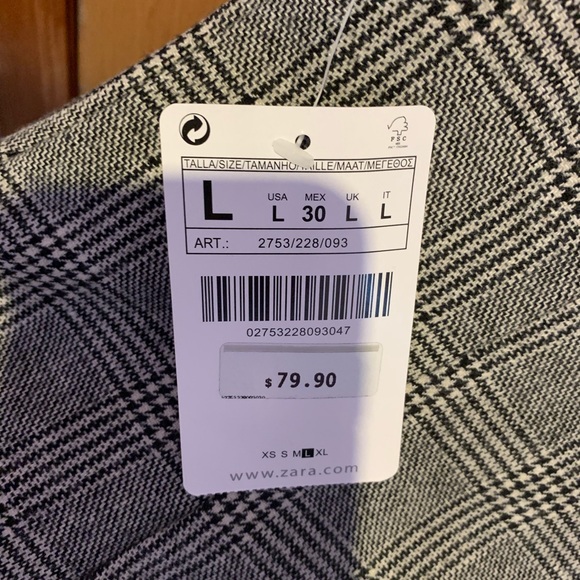 FSC
TALLA/SIZE/TAMANHO/TAILLE/MAAT/ΜΕΓΕΘΟΣ
L USA L MEX 30 UK L IT L
ART.: 2753/228/093
02753228093047
$ 79.90
XS S M L XL
www.zara.com